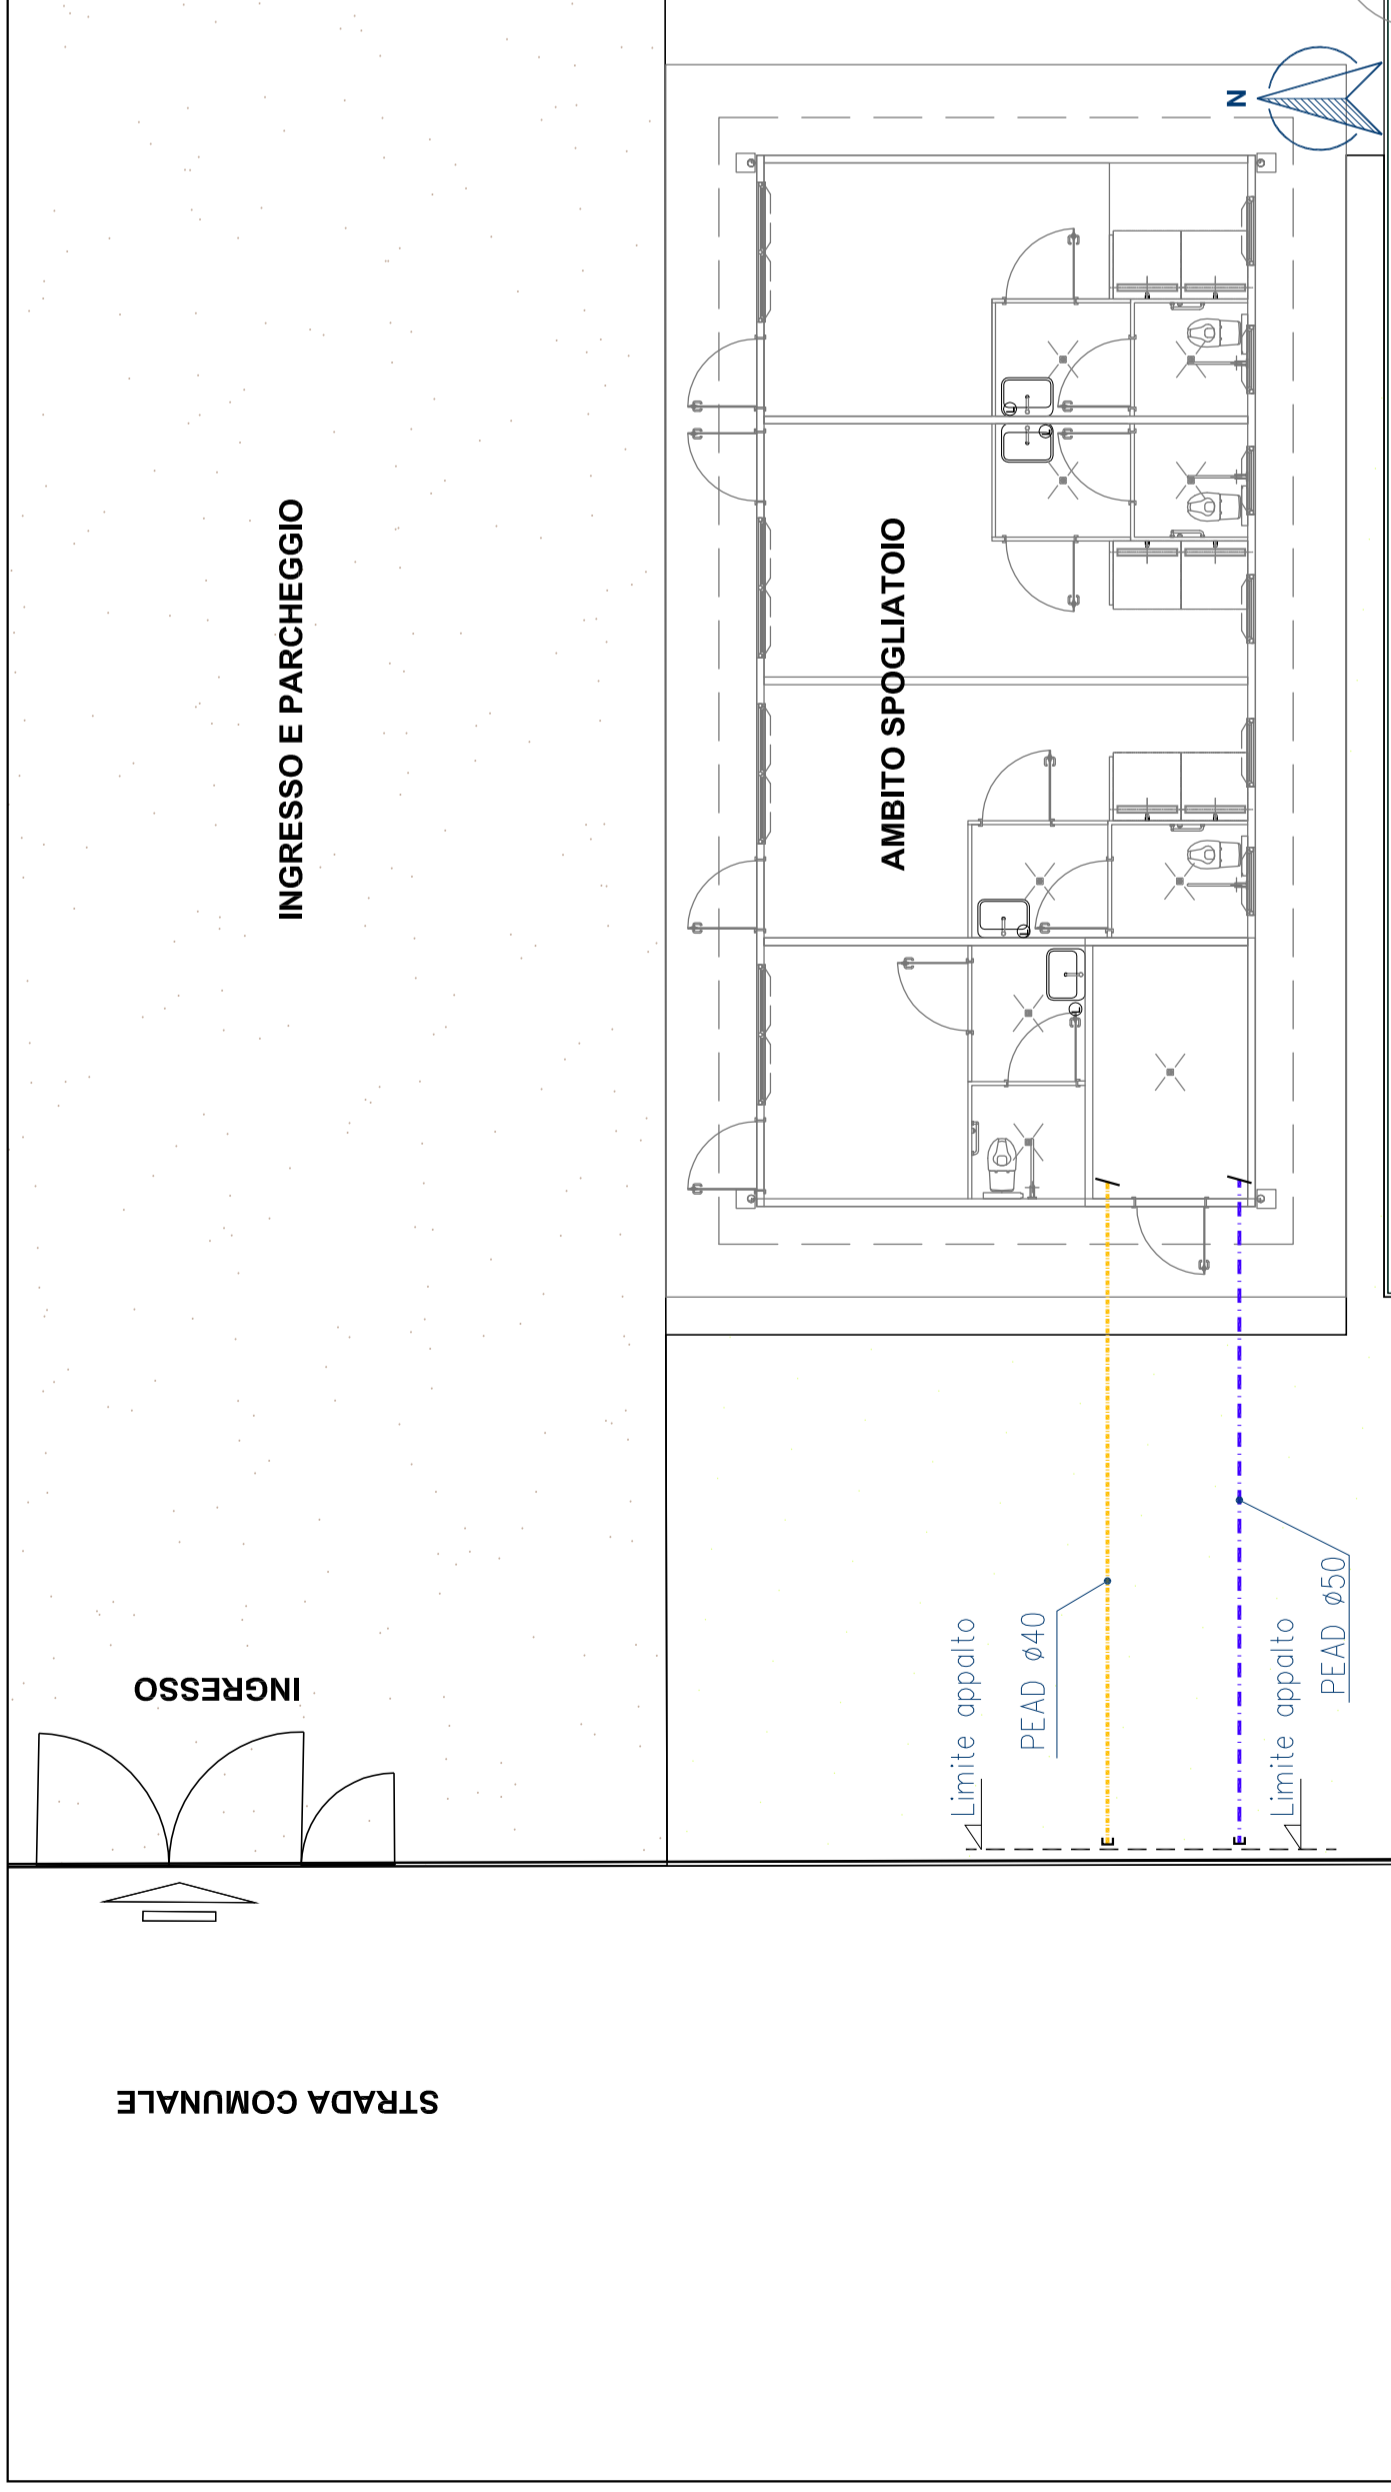 N
INGRESSO E PARCHEGGIO
AMBITO SPOGLIATOIO
INGRESSO
Limite appalto
PEAD ø40
Limite appalto
PEAD ø50
STRADA COMUNALE